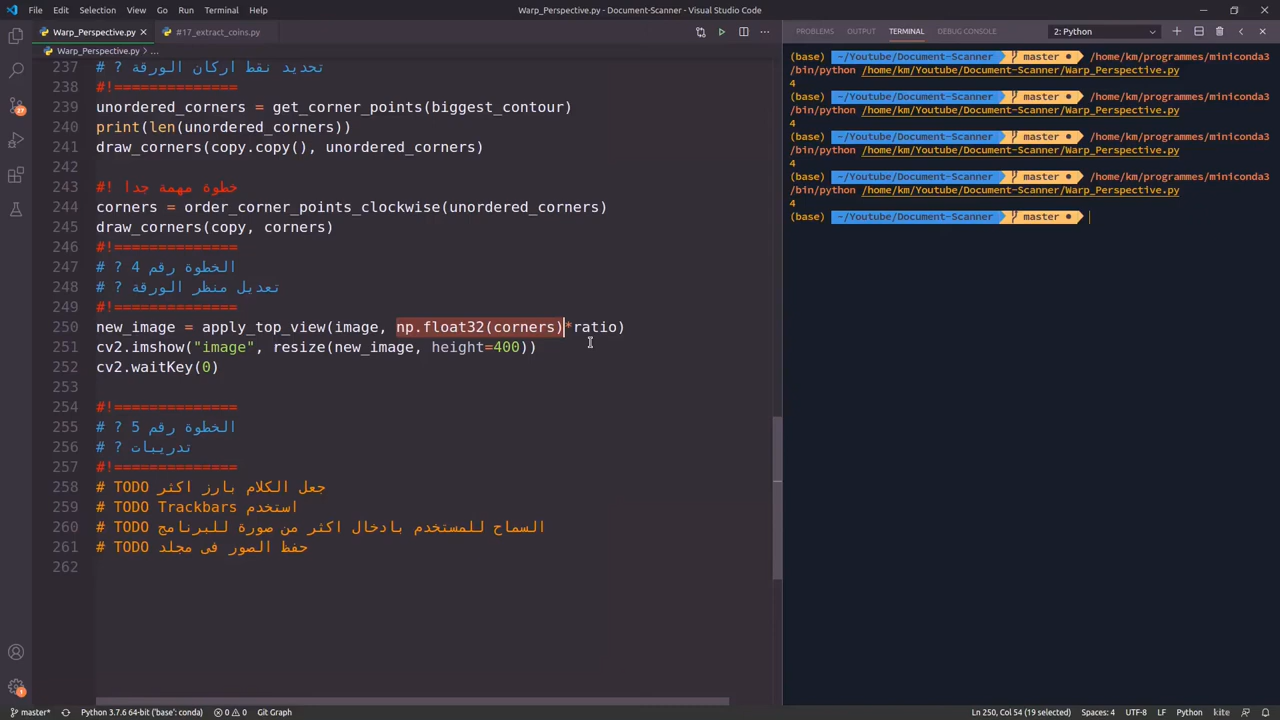 File Edit Selection View Go Run Terminal Help
Warp_Perspective.py - Document-Scanner - Visual Studio Code
Warp_Perspective.py
#17_extract_coins.py
Warp_Perspective.py > ...
237 # ? تحديد نقط اركان الورقة
238 #!==============
239 unordered_corners = get_corner_points(biggest_contour)
240 print(len(unordered_corners))
241 draw_corners(copy.copy(), unordered_corners)
242
243 #! خطوة مهمة جدا
244 corners = order_corner_points_clockwise(unordered_corners)
245 draw_corners(copy, corners)
246 #!==============
247 # ? الخطوة رقم 4
248 # ? تعديل منظر الورقة
249 #!==============
250 new_image = apply_top_view(image, np.float32(corners)*ratio)
251 cv2.imshow("image", resize(new_image, height=400))
252 cv2.waitKey(0)
253
254 #!==============
255 # ? الخطوة رقم 5
256 # ? تدريبات
257 #!==============
258 # TODO جعل الكلام بارز اكثر
259 # TODO Trackbars استخدم
260 # TODO السماح للمستخدم بادخال اكثر من صورة للبرنامج
261 # TODO حفظ الصور فى مجلد
262
PROBLEMS OUTPUT TERMINAL DEBUG CONSOLE 2: Python
(base) ~/Youtube/Document-Scanner master ● /home/km/programmes/miniconda3
/bin/python /home/km/Youtube/Document-Scanner/Warp_Perspective.py
4
(base) ~/Youtube/Document-Scanner master ● /home/km/programmes/miniconda3
/bin/python /home/km/Youtube/Document-Scanner/Warp_Perspective.py
4
(base) ~/Youtube/Document-Scanner master ● /home/km/programmes/miniconda3
/bin/python /home/km/Youtube/Document-Scanner/Warp_Perspective.py
4
(base) ~/Youtube/Document-Scanner master ● /home/km/programmes/miniconda3
/bin/python /home/km/Youtube/Document-Scanner/Warp_Perspective.py
4
(base) ~/Youtube/Document-Scanner master ●
27
1
master* Python 3.7.6 64-bit ('base': conda) 0 0 Git Graph
Ln 250, Col 54 (19 selected) Spaces: 4 UTF-8 LF Python kite